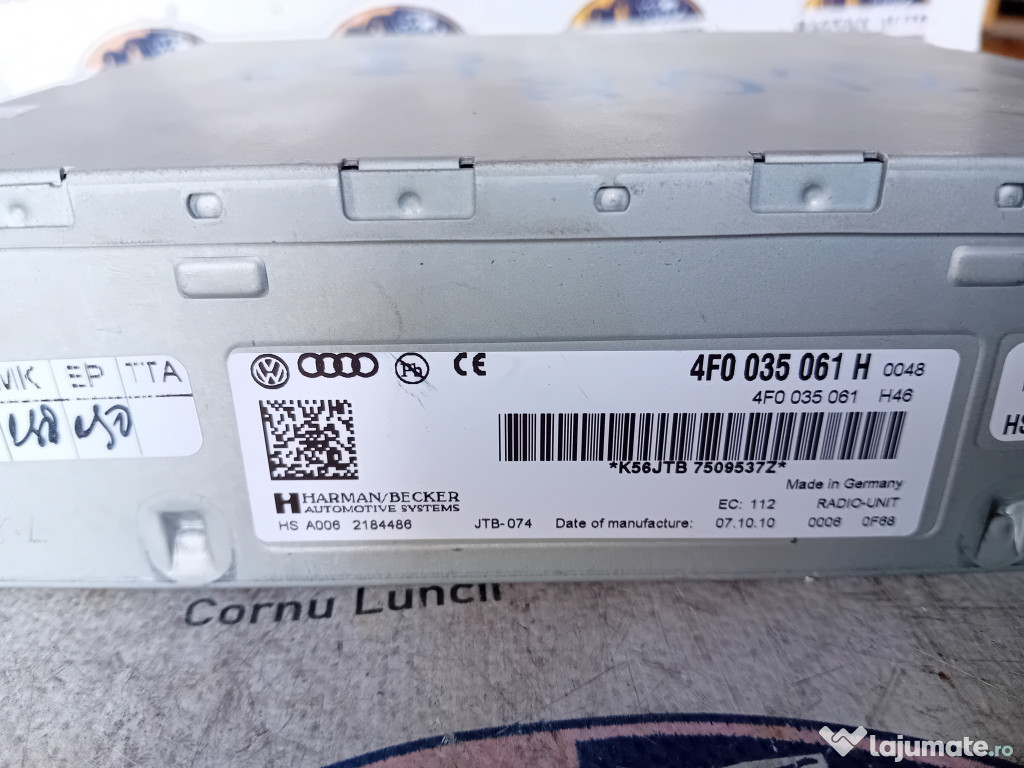 MK EP TTA
4F0 035 061 H 0048
4F0 035 061 H46
*K56JTB 7509537Z*
Made in Germany
HARMAN/BECKER
AUTOMOTIVE SYSTEMS
EC: 112 RADIO-UNIT
HS A006 2184486 JTB-074 Date of manufacture: 07.10.10 0006 0F68
HS
Cornu Luncii
lajumate.ro